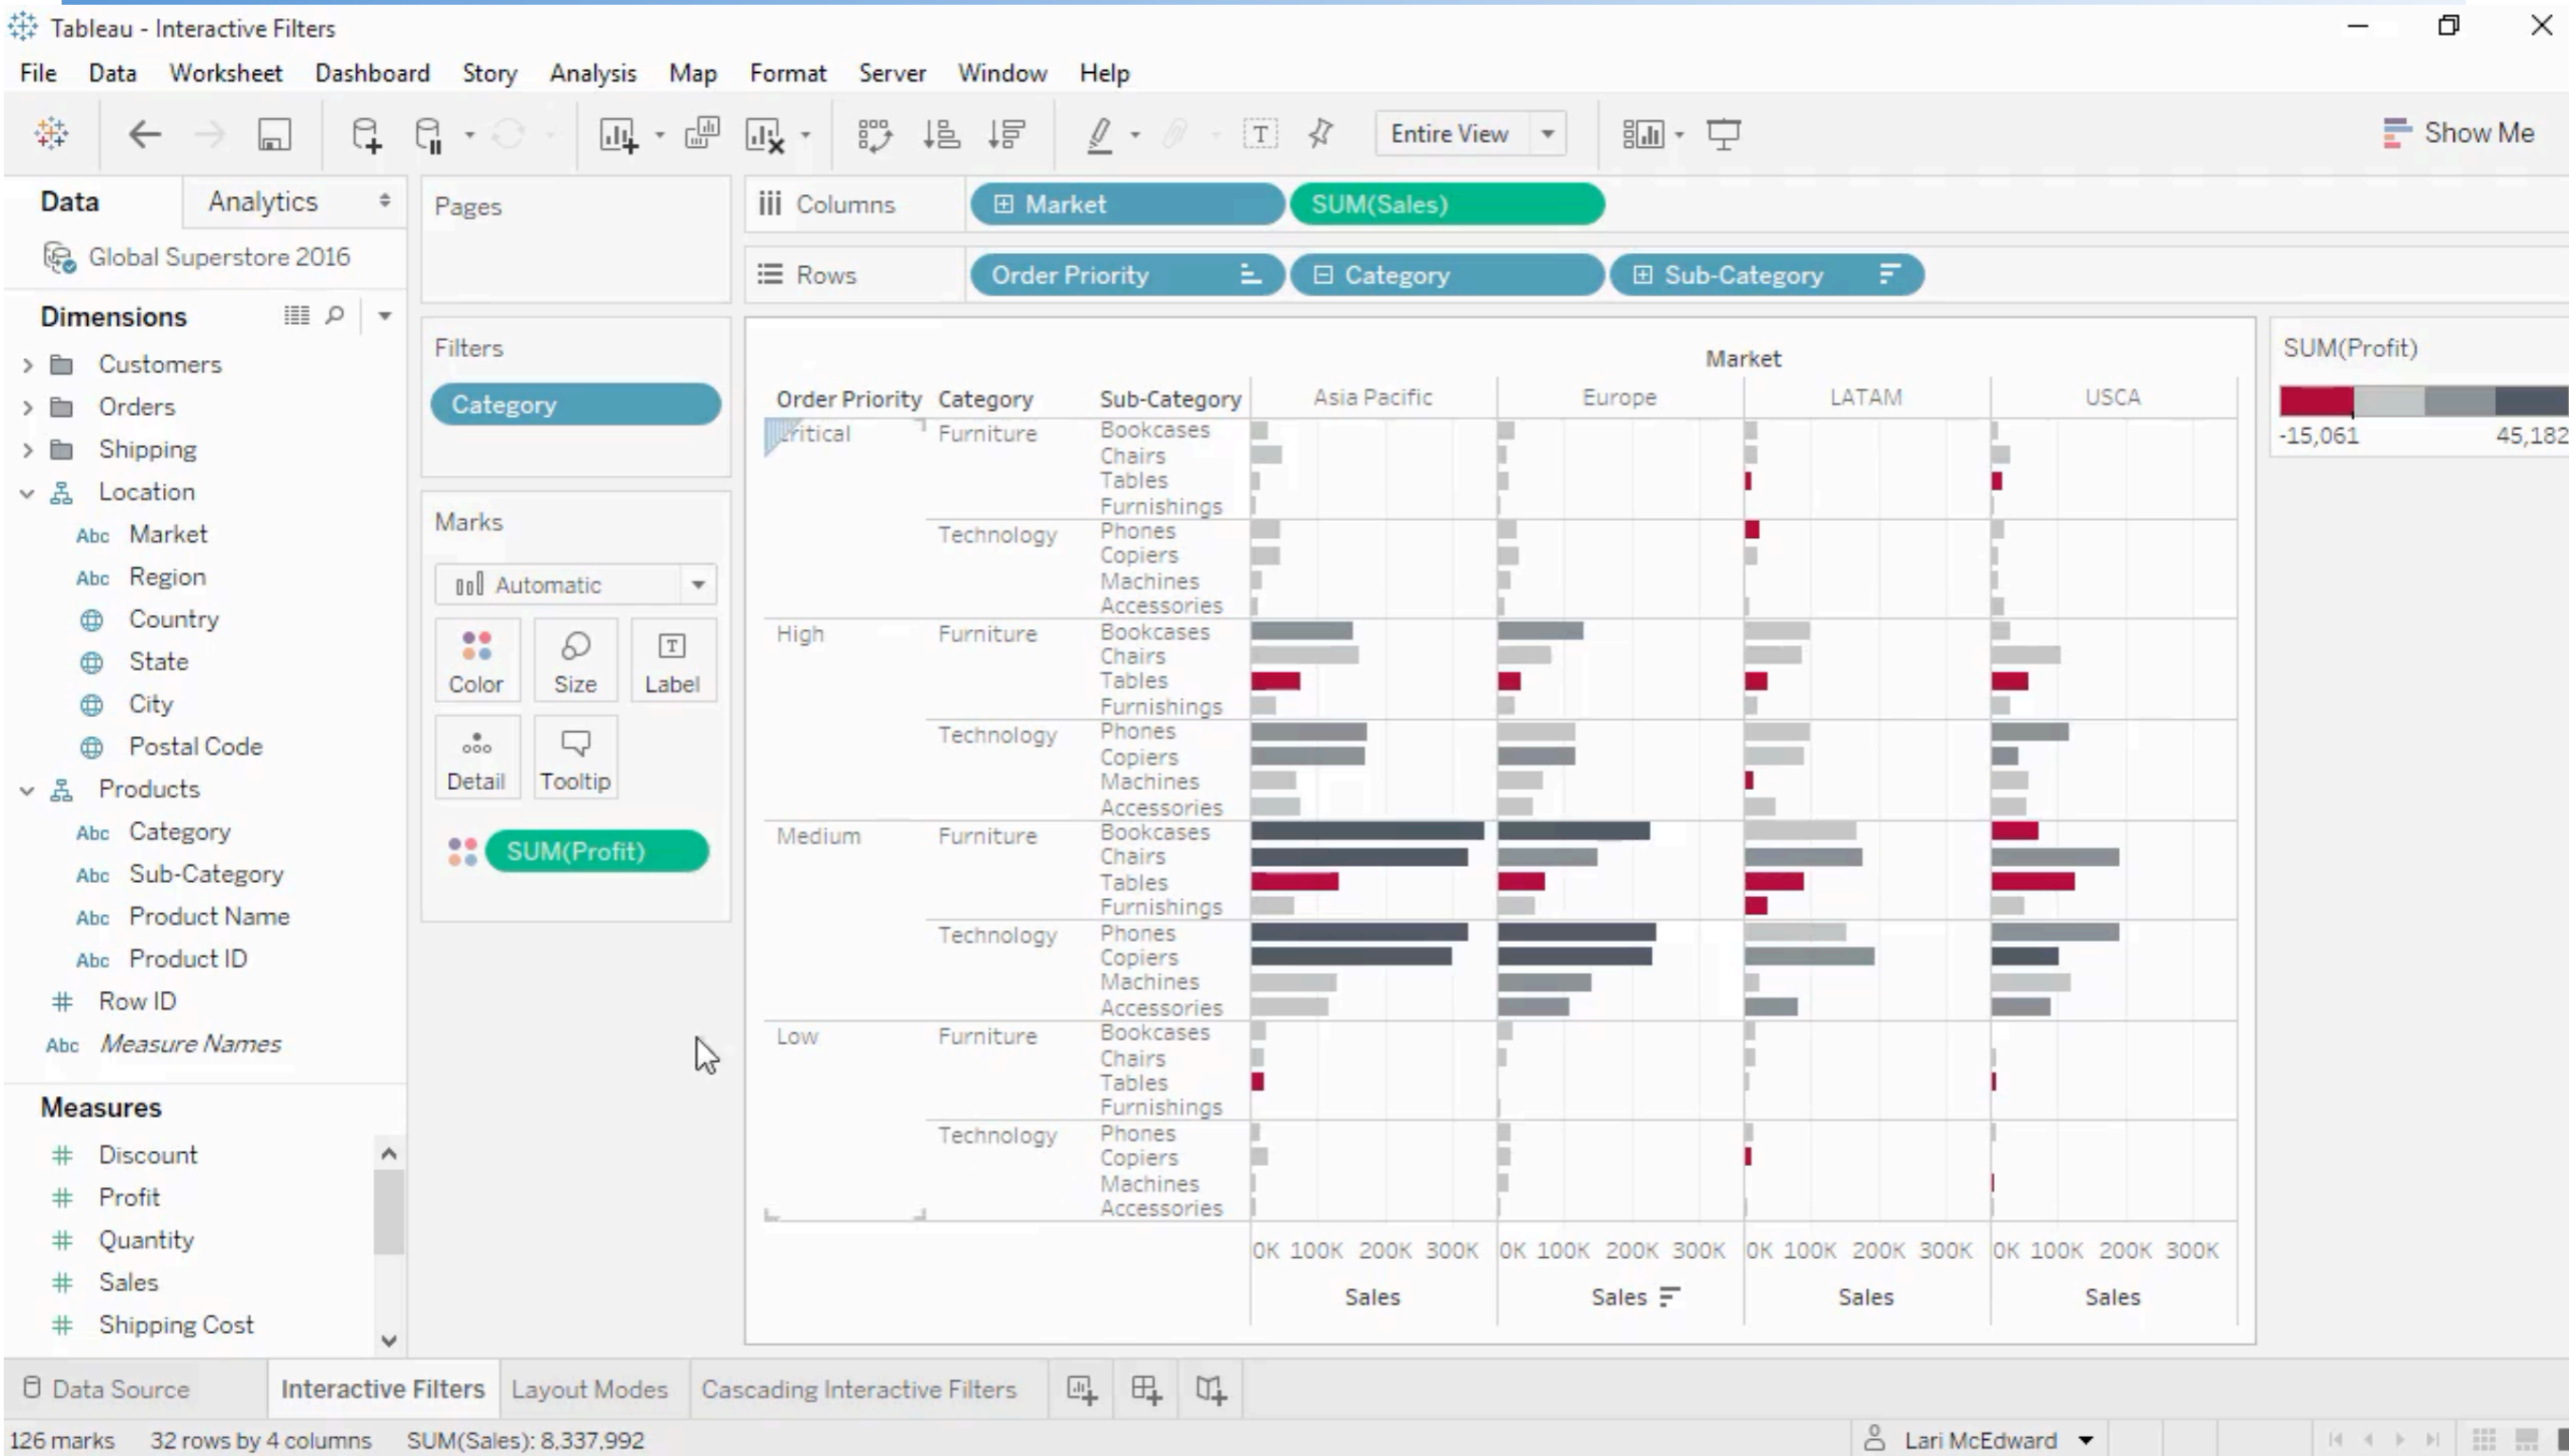 Tableau - Interactive Filters
File Data Worksheet Dashboard Story Analysis Map Format Server Window Help
Entire View
Show Me
Data Analytics
Global Superstore 2016
Dimensions
Customers
Orders
Shipping
Location
Abc Market
Abc Region
Country
State
City
Postal Code
Products
Abc Category
Abc Sub-Category
Abc Product Name
Abc Product ID
# Row ID
Abc Measure Names
Measures
# Discount
# Profit
# Quantity
# Sales
# Shipping Cost
Pages
Filters
Category
Marks
Automatic
Color Size T Label
Detail Tooltip
SUM(Profit)
Columns Market SUM(Sales)
Rows Order Priority Category Sub-Category
Market
Order Priority Category Sub-Category Asia Pacific Europe LATAM USCA
Critical Furniture Bookcases
Chairs
Tables
Furnishings
Technology Phones
Copiers
Machines
Accessories
High Furniture Bookcases
Chairs
Tables
Furnishings
Technology Phones
Copiers
Machines
Accessories
Medium Furniture Bookcases
Chairs
Tables
Furnishings
Technology Phones
Copiers
Machines
Accessories
Low Furniture Bookcases
Chairs
Tables
Furnishings
Technology Phones
Copiers
Machines
Accessories
0K 100K 200K 300K 0K 100K 200K 300K 0K 100K 200K 300K 0K 100K 200K 300K
Sales Sales Sales Sales
SUM(Profit)
-15,061 45,182
Data Source Interactive Filters Layout Modes Cascading Interactive Filters
126 marks 32 rows by 4 columns SUM(Sales): 8,337,992 Lari McEdward